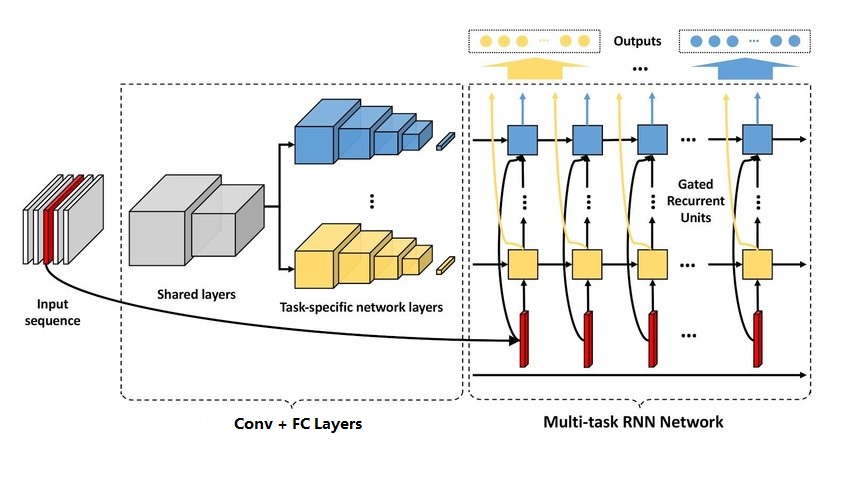 Outputs
Input
sequence
Shared layers
Task-specific network layers
Gated
Recurrent
Units
Conv + FC Layers
Multi-task RNN Network